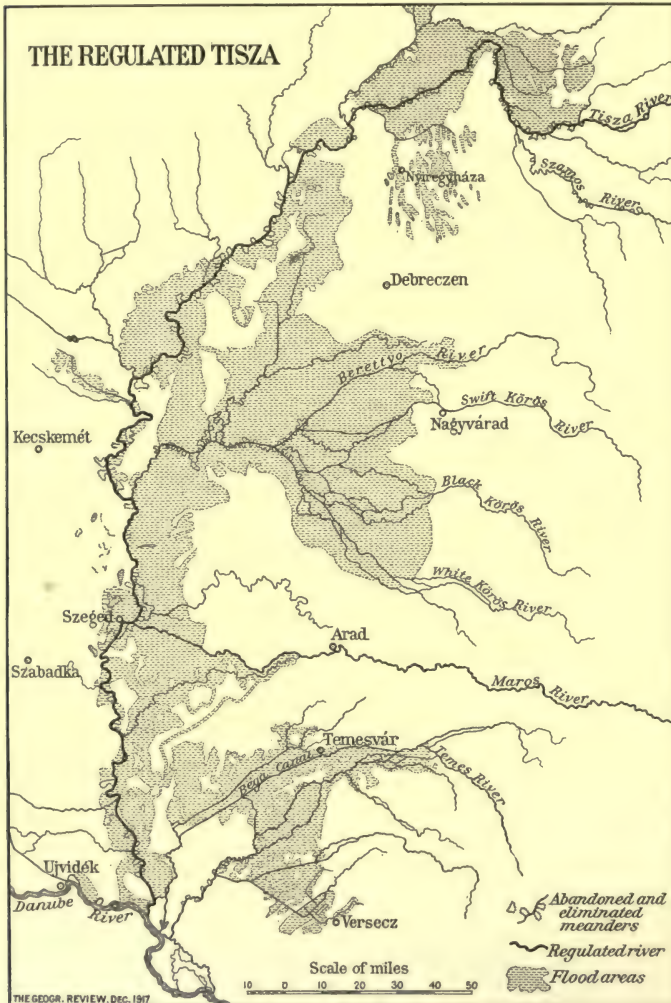 THE REGULATED TISZA
Tisza River
Szamos River
Nyiregyháza
Debreczen
Berettyo River
Swift Körös River
Nagyvárad
Kecskemét
Black Körös River
White Körös River
Szeged
Arad
Szabadka
Maros River
Temesvár
Bega Canal
Temes River
Ujvidék
Danube River
Versecz
Abandoned and
eliminated
meanders
Regulated river
Flood areas
Scale of miles
10 0 10 20 30 40 50
THE GEOGR. REVIEW, DEC. 1917